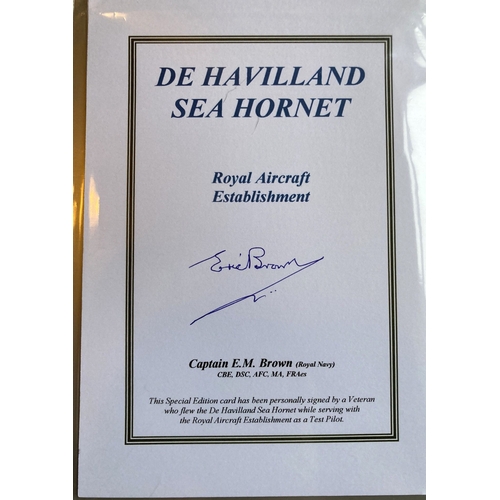 DE HAVILLAND
SEA HORNET
Royal Aircraft
Establishment
Eric Brown
Captain E.M. Brown (Royal Navy)
CBE, DSC, AFC, MA, FRAes
This Special Edition card has been personally signed by a Veteran
who flew the De Havilland Sea Hornet while serving with
the Royal Aircraft Establishment as a Test Pilot.